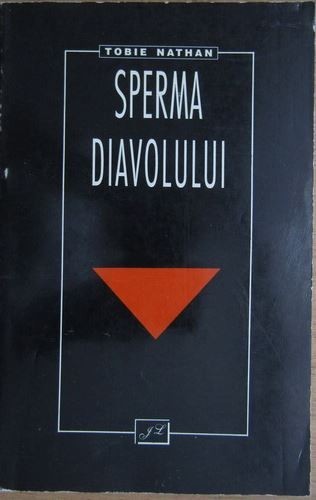 TOBIE NATHAN
SPERMA
DIAVOLULUI
JL